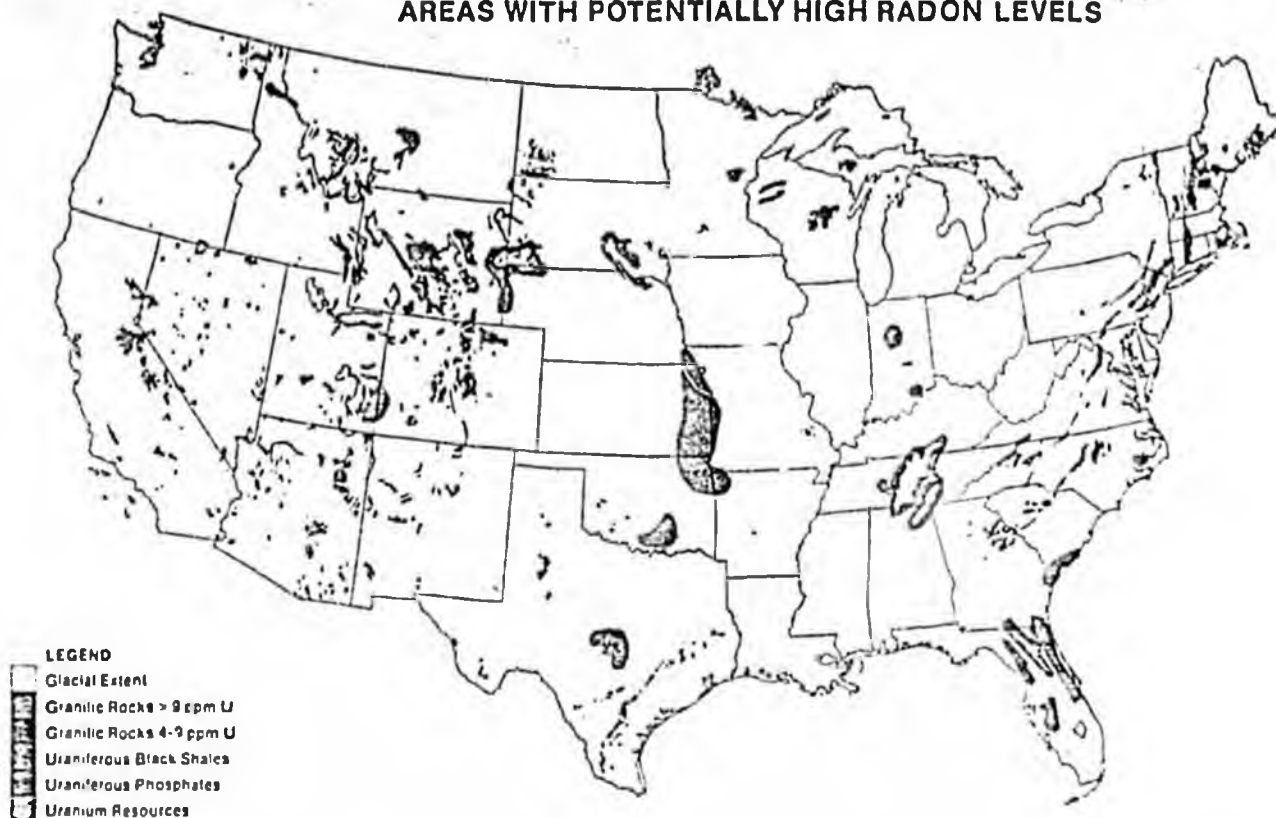 AREAS WITH POTENTIALLY HIGH RADON LEVELS
LEGEND
Glacial Extent
Granitic Rocks > 9 ppm U
Granitic Rocks 4-9 ppm U
Uraniferous Black Shales
Uraniferous Phosphates
Uranium Resources